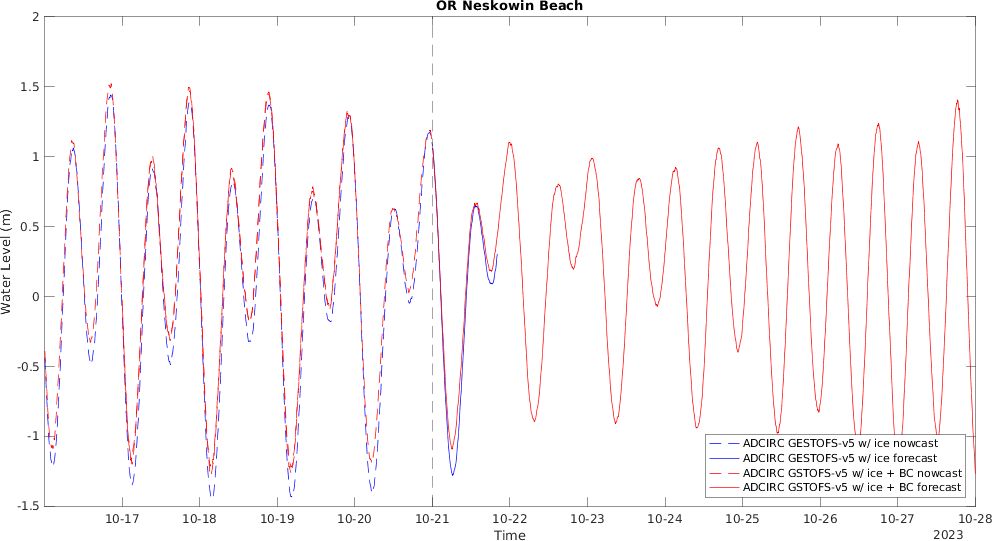 OR Neskowin Beach
2
1.5
1
0.5
0
-0.5
-1
-1.5
Water Level (m)
10-17 10-18 10-19 10-20 10-21 10-22 10-23 10-24 10-25 10-26 10-27 10-28
Time
2023
ADCIRC GESTOFS-v5 w/ ice nowcast
ADCIRC GESTOFS-v5 w/ ice forecast
ADCIRC GSTOFS-v5 w/ ice + BC nowcast
ADCIRC GSTOFS-v5 w/ ice + BC forecast